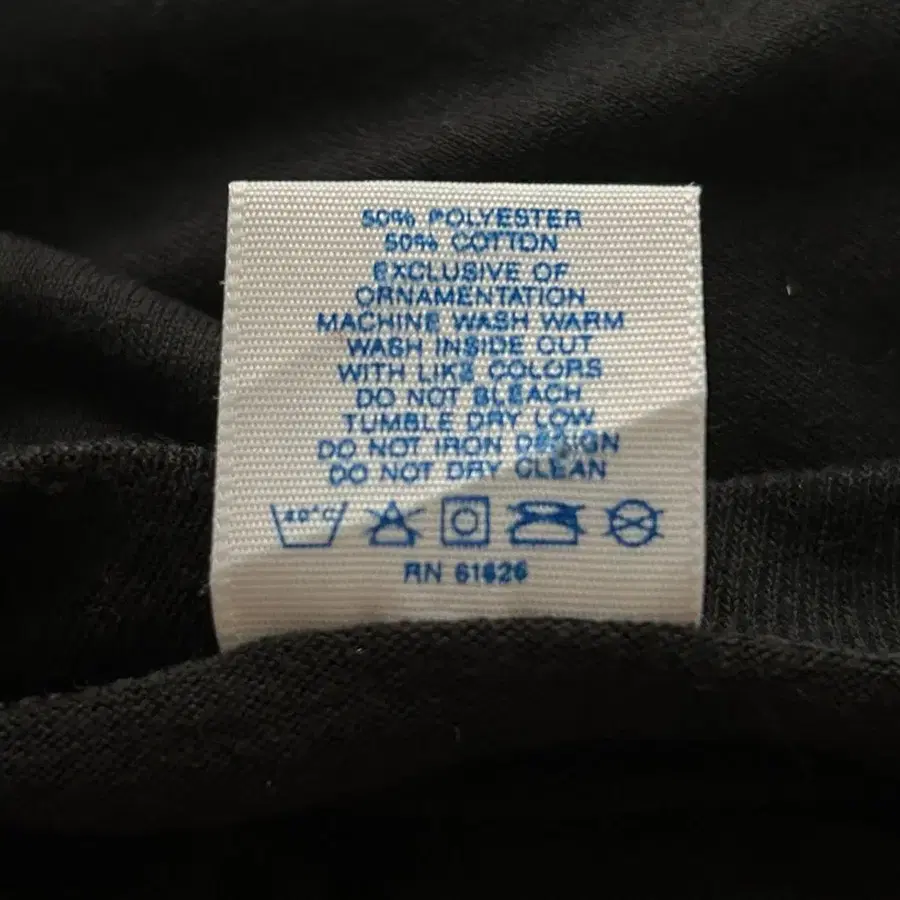 50% POLYESTER
50% COTTON
EXCLUSIVE OF
ORNAMENTATION
MACHINE WASH WARM
WASH INSIDE OUT
WITH LIKE COLORS
DO NOT BLEACH
TUMBLE DRY LOW
DO NOT IRON DESIGN
DO NOT DRY CLEAN
40°C
RN 61626